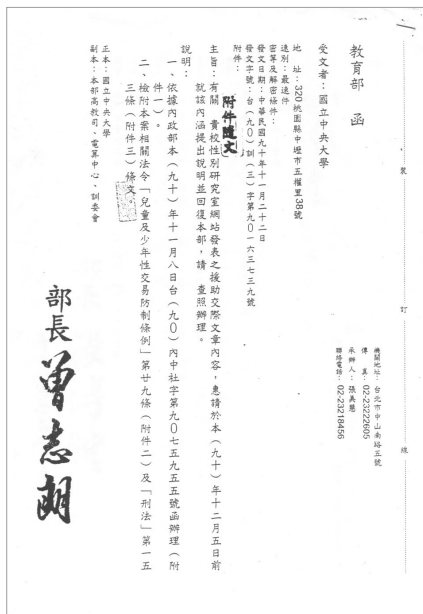 裝
訂
線
機關地址：台北市中山南路五號
傳　真：02-23222605
承辦人：張美慧
聯絡電話：02-23218456
教育部　函
受文者：國立中央大學
地　址：320 桃園縣中壢市五權里38號
速別：最速件
密等及解密條件：
發文日期：中華民國九十年十一月二十二日
發文字號：台（九０）訓（三）字第九０一六三七三九號
附件：
附件隨文
主旨：有關　貴校性別研究室網站發表之援助交際文章內容，惠請於本（九十）年十二月五日前
就該內涵提出說明並回復本部，請　查照辦理。
說明：
一、依據內政部本（九十）年十一月八日台（九０）內中社字第九０七五九五五號函辦理（附
件一）。
二、檢附本案相關法令「兒童及少年性交易防制條例」第廿九條（附件二）及「刑法」第一五
三條（附件三）條文。
正本：國立中央大學
副本：本部高教司、電算中心、訓委會
部長 曾志朗